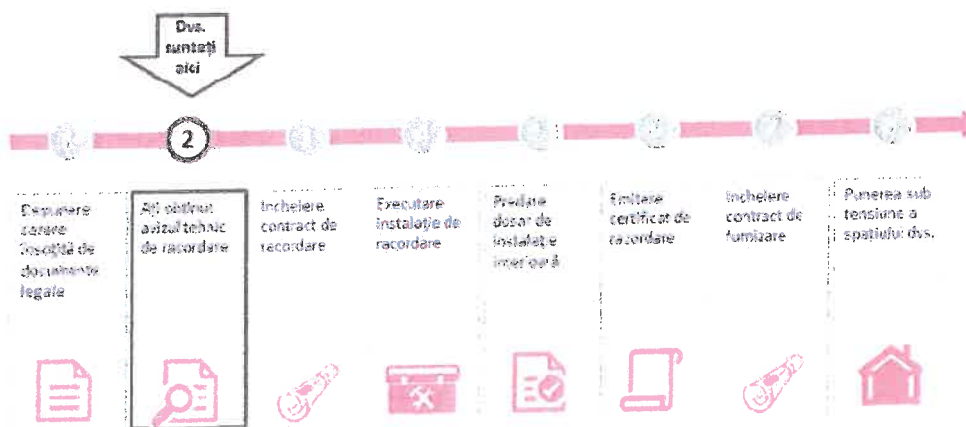 Dvs.
sunteți
aici
2
Depunere
cerere
însoțită de
documente
legale
Ați obținut
avizul tehnic
de racordare
Incheiere
contract de
racordare
Executare
instalație de
racordare
Predare
dosar de
instalație
interioară
Emitere
certificat de
racordare
Incheiere
contract de
furnizare
Punerea sub
tensiune a
spațiului dvs.